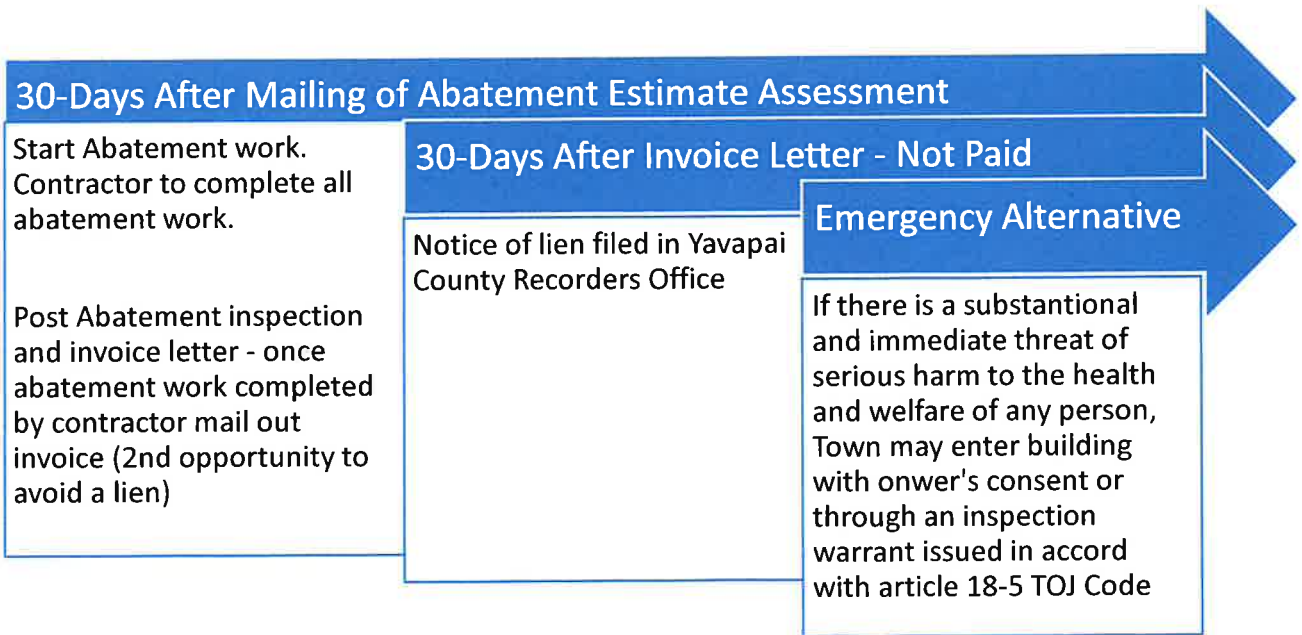 30-Days After Mailing of Abatement Estimate Assessment
Start Abatement work.
Contractor to complete all
abatement work.
Post Abatement inspection
and invoice letter - once
abatement work completed
by contractor mail out
invoice (2nd opportunity to
avoid a lien)
30-Days After Invoice Letter - Not Paid
Notice of lien filed in Yavapai
County Recorders Office
Emergency Alternative
If there is a substantional
and immediate threat of
serious harm to the health
and welfare of any person,
Town may enter building
with onwer's consent or
through an inspection
warrant issued in accord
with article 18-5 TOJ Code